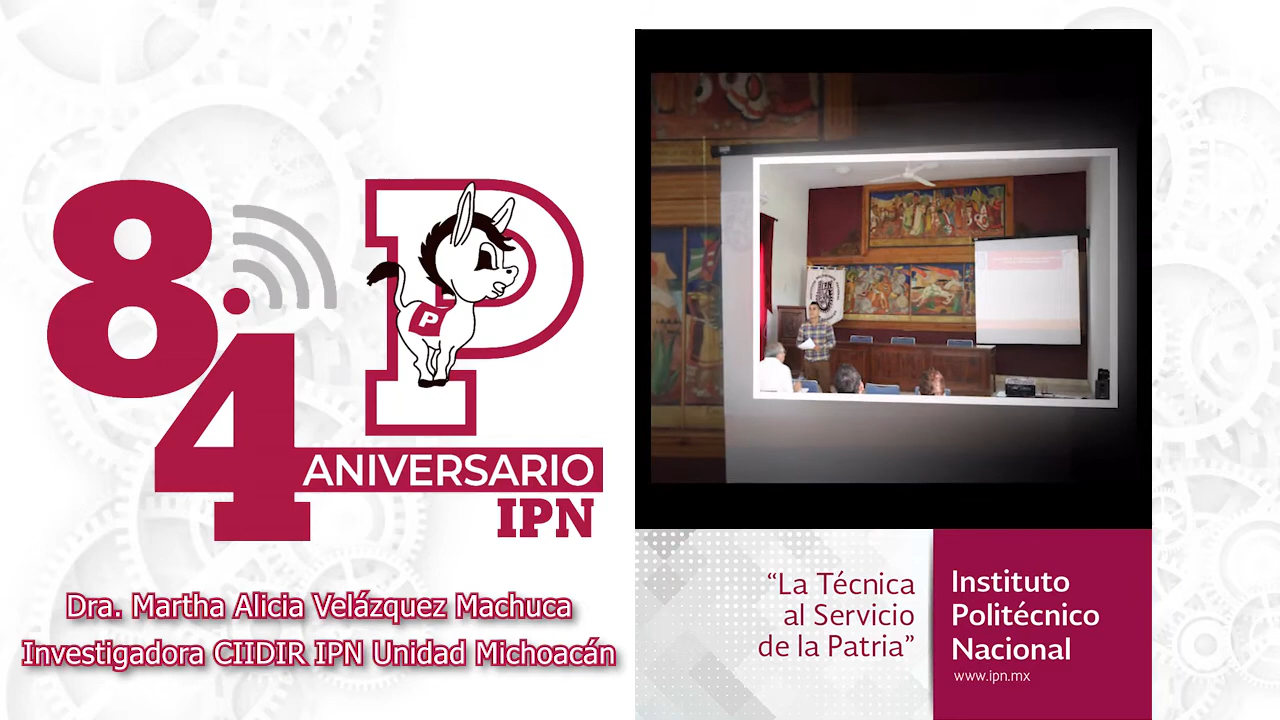 84
P
P
ANIVERSARIO
IPN
Dra. Martha Alicia Velázquez Machuca
Investigadora CIIDIR IPN Unidad Michoacán
“La Técnica
al Servicio
de la Patria”
Instituto
Politécnico
Nacional
www.ipn.mx